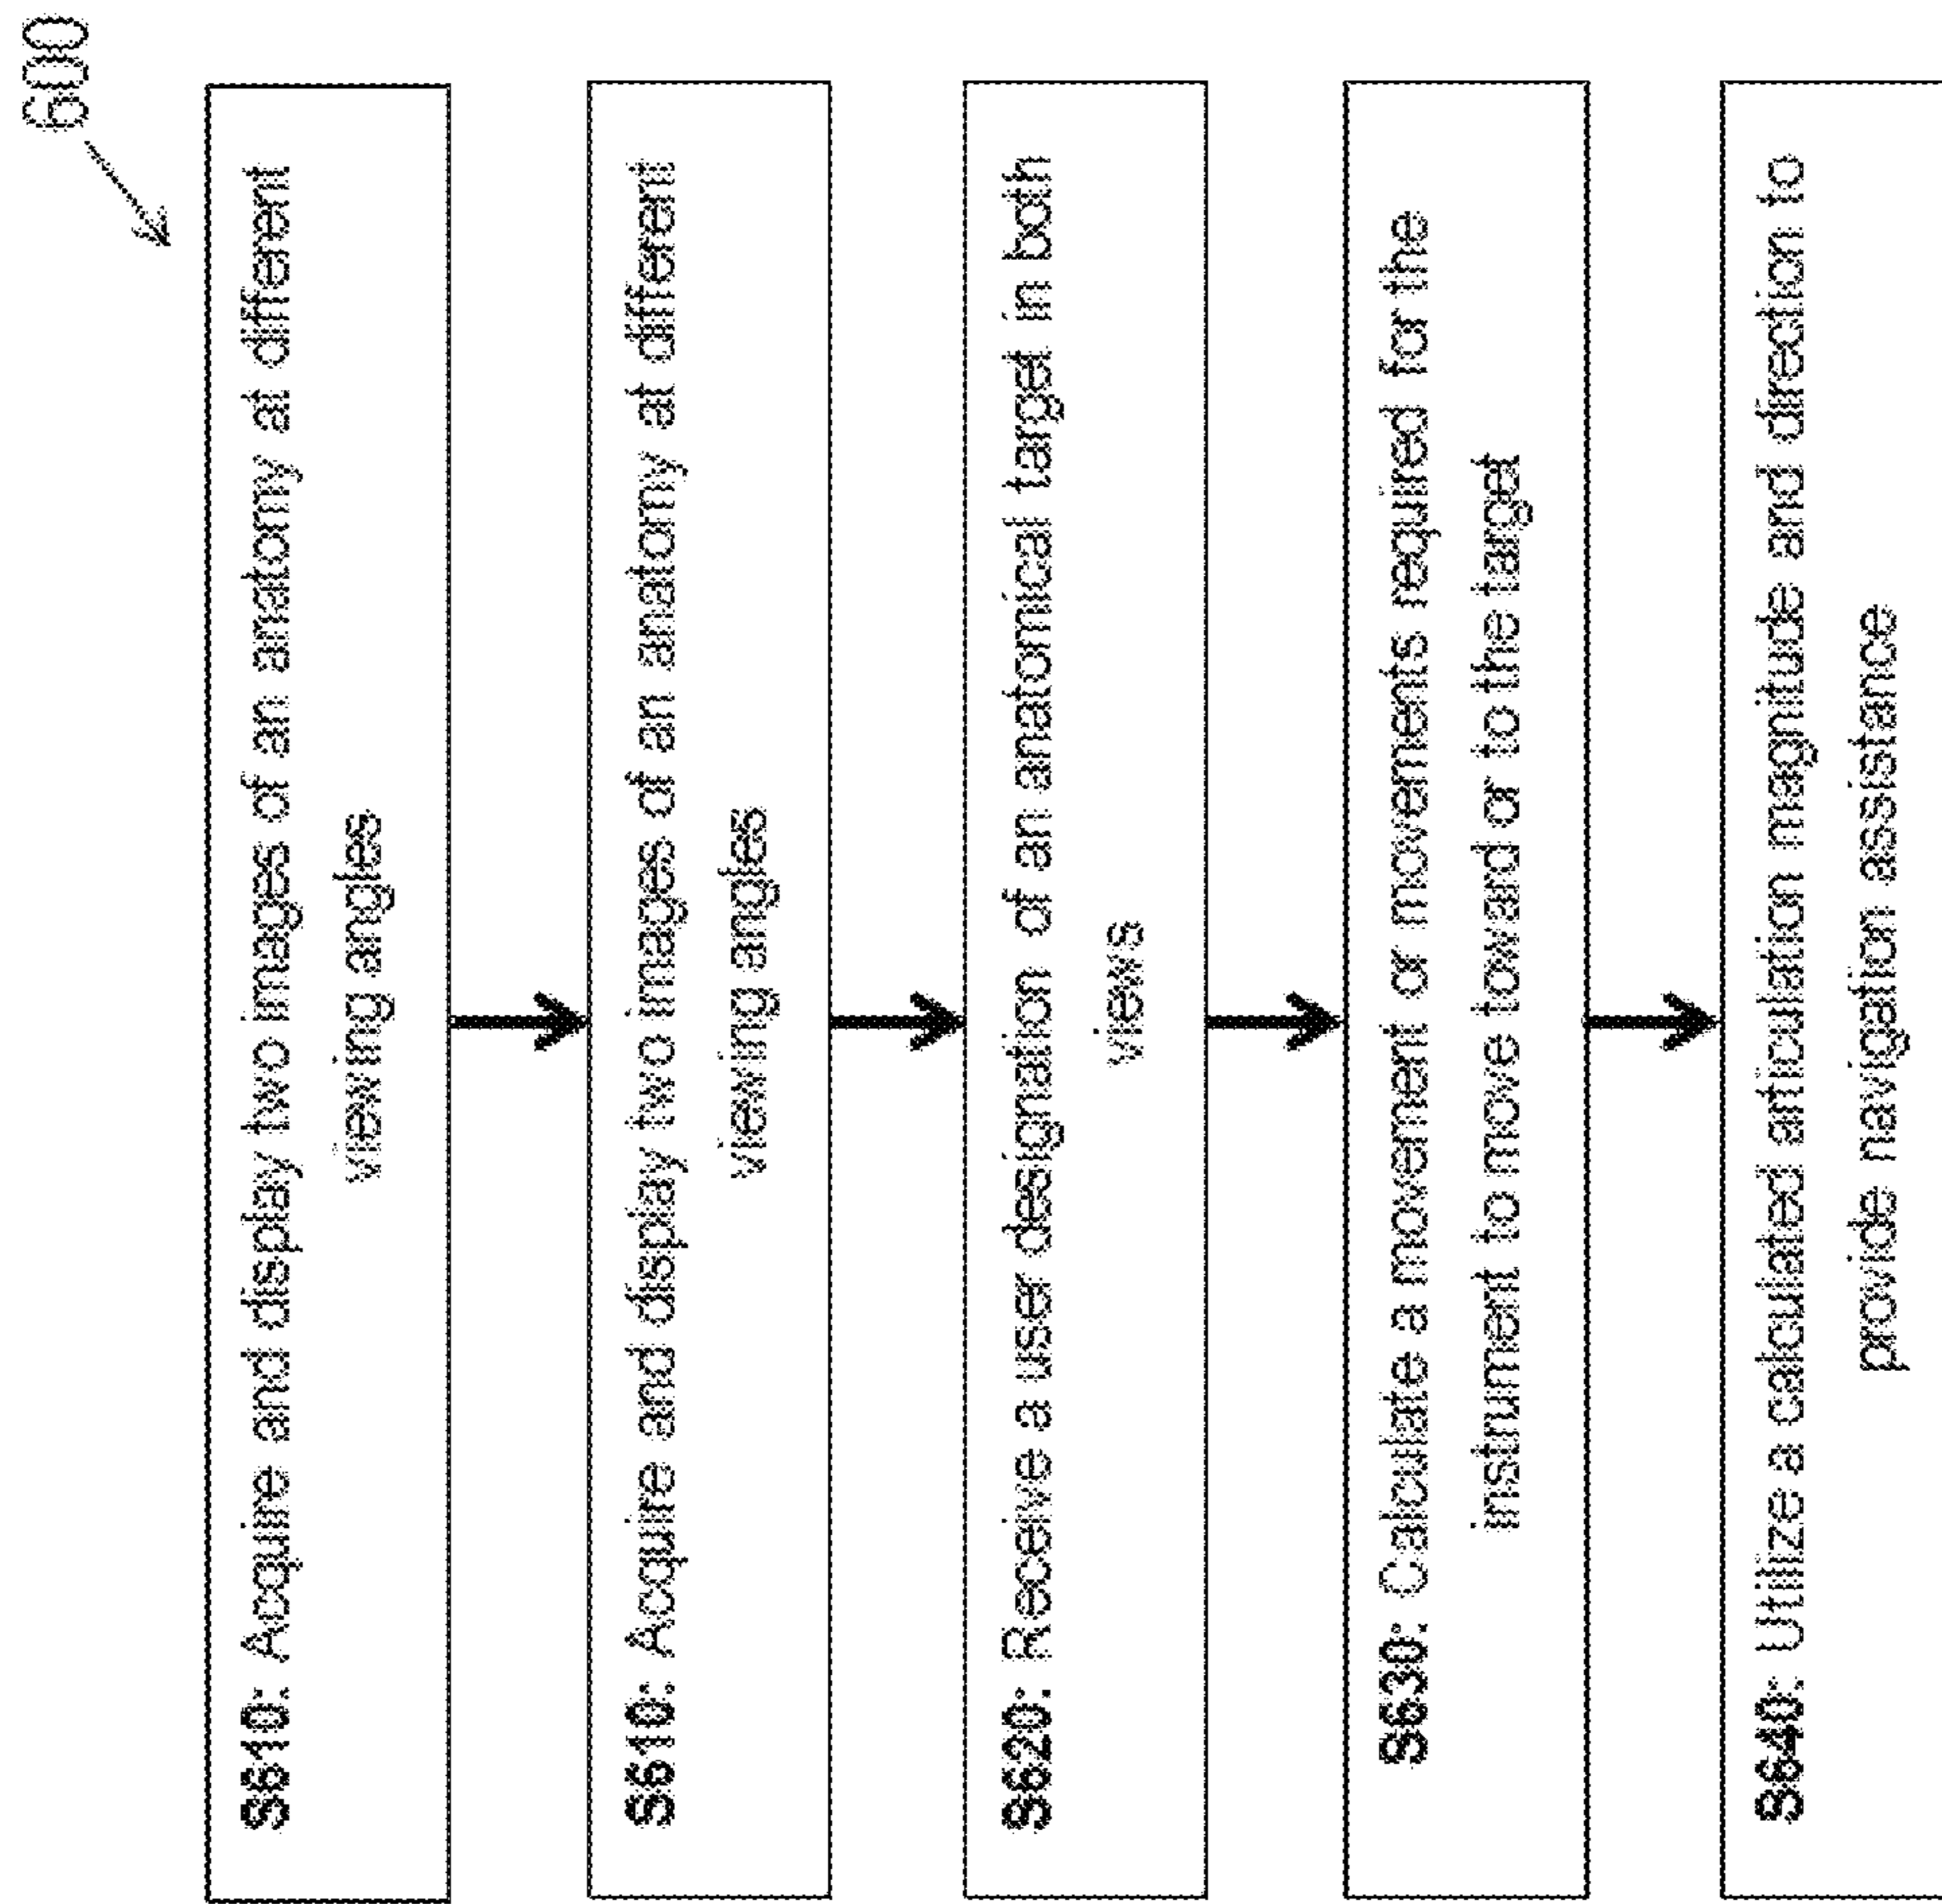 600
S610: Acquire and display two images of an anatomy at different
viewing angles
S610: Acquire and display two images of an anatomy at different
viewing angles
S620: Receive a user designation of an anatomical target in both
views
S630: Calculate a movement or movements required for the
instrument to move toward or to the target
S640: Utilize a calculated articulation magnitude and direction to
provide navigation assistance